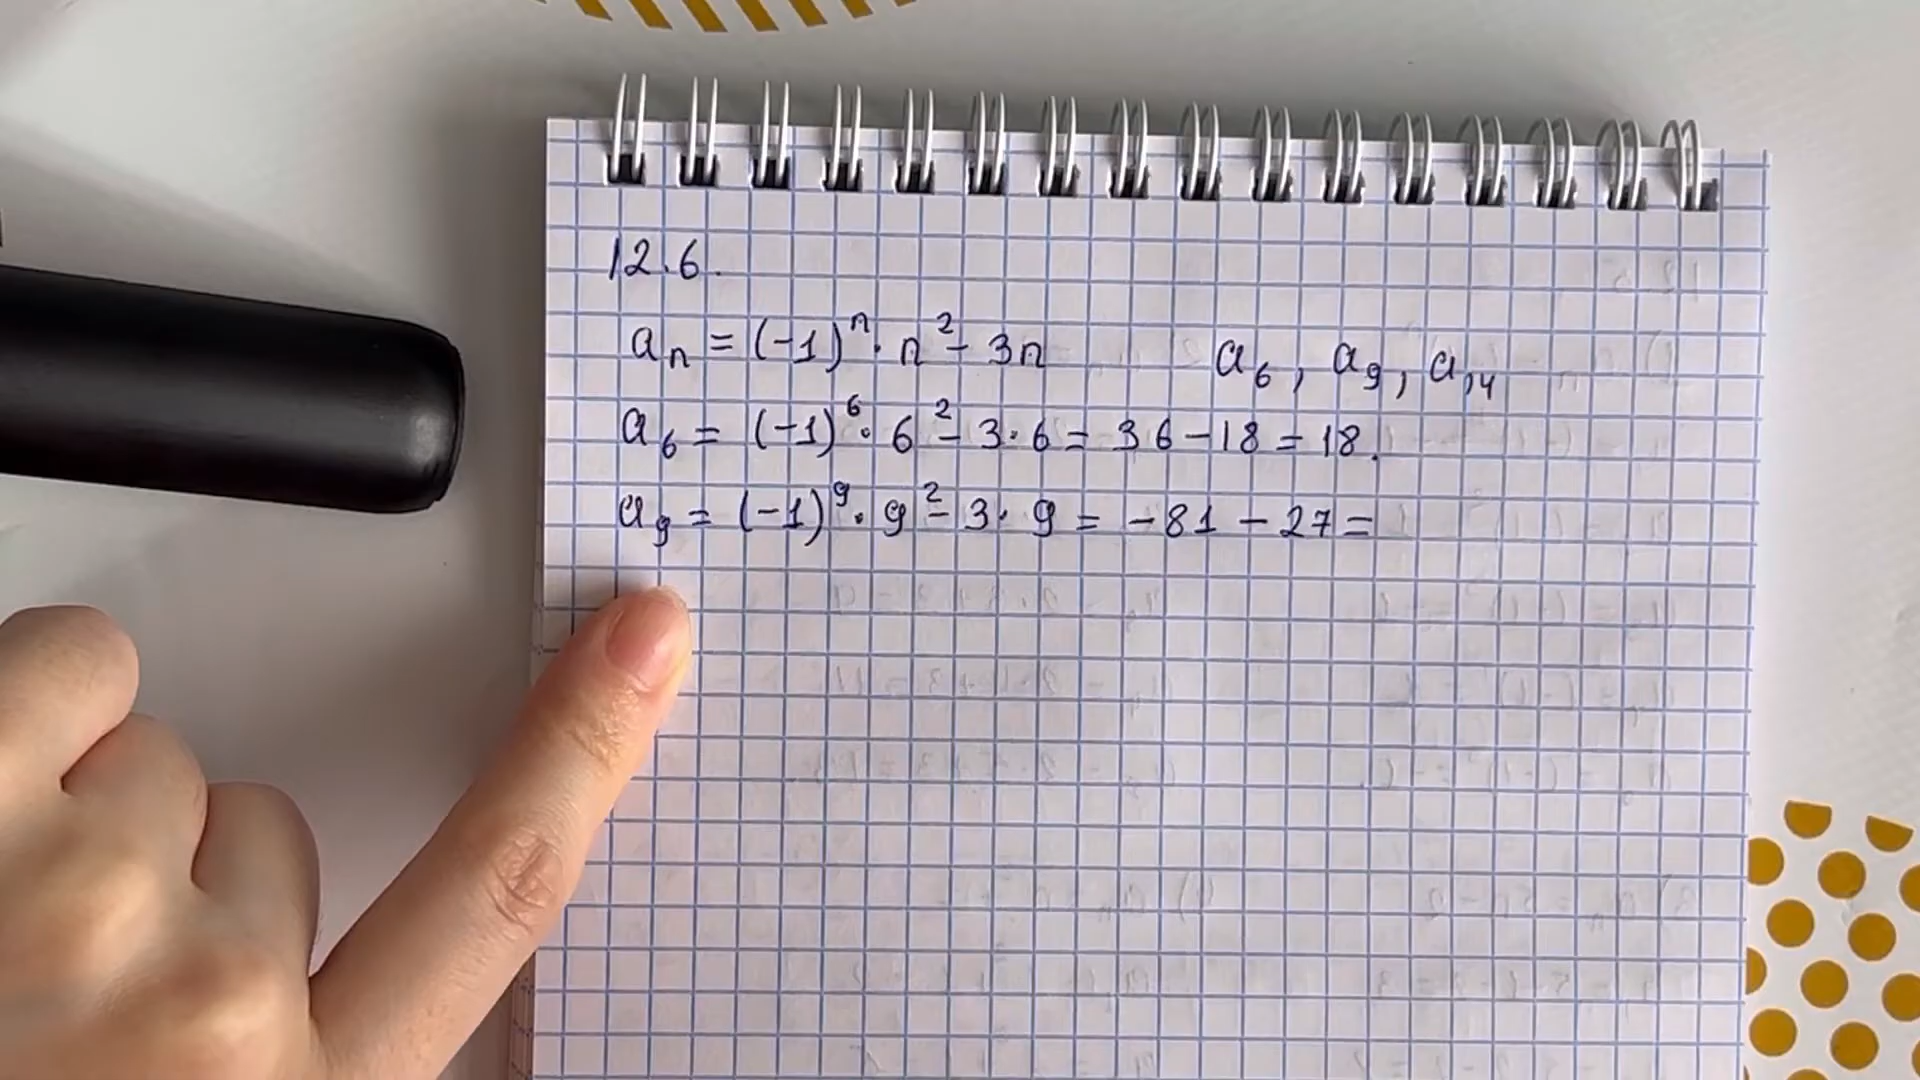 12.6.
aₙ = (-1)ⁿ · n² - 3n a₆, a₉, a₁₄
a₆ = (-1)⁶ · 6² - 3 · 6 = 36 - 18 = 18.
a₉ = (-1)⁹ · 9² - 3 · 9 = -81 - 27 =